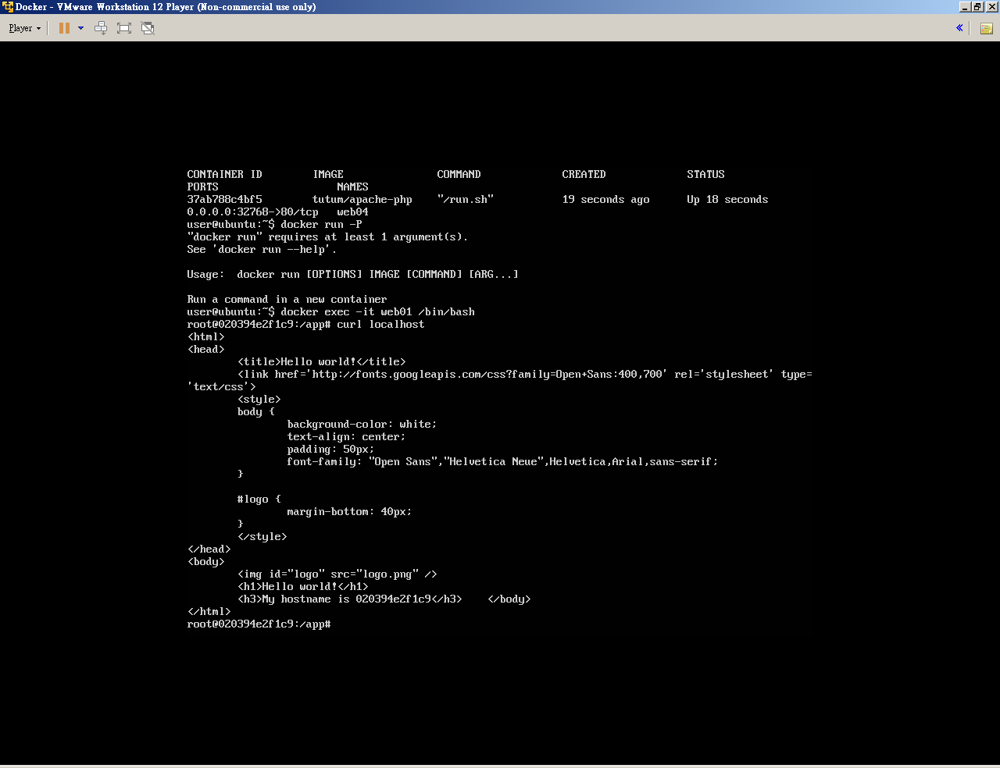 Docker - VMware Workstation 12 Player (Non-commercial use only)
Player
CONTAINER ID        IMAGE               COMMAND             CREATED             STATUS
PORTS                   NAMES
37ab788c4bf5        tutum/apache-php    "/run.sh"           19 seconds ago      Up 18 seconds
0.0.0.0:32768->80/tcp   web04
user@ubuntu:~$ docker run -P
"docker run" requires at least 1 argument(s).
See 'docker run --help'.

Usage:  docker run [OPTIONS] IMAGE [COMMAND] [ARG...]

Run a command in a new container
user@ubuntu:~$ docker exec -it web01 /bin/bash
root@020394e2f1c9:/app# curl localhost
<html>
<head>
        <title>Hello world!</title>
        <link href='http://fonts.googleapis.com/css?family=Open+Sans:400,700' rel='stylesheet' type=
'text/css'>
        <style>
        body {
                background-color: white;
                text-align: center;
                padding: 50px;
                font-family: "Open Sans","Helvetica Neue",Helvetica,Arial,sans-serif;
        }

        #logo {
                margin-bottom: 40px;
        }
        </style>
</head>
<body>
        <img id="logo" src="logo.png" />
        <h1>Hello world!</h1>
        <h3>My hostname is 020394e2f1c9</h3>    </body>
</html>
root@020394e2f1c9:/app#